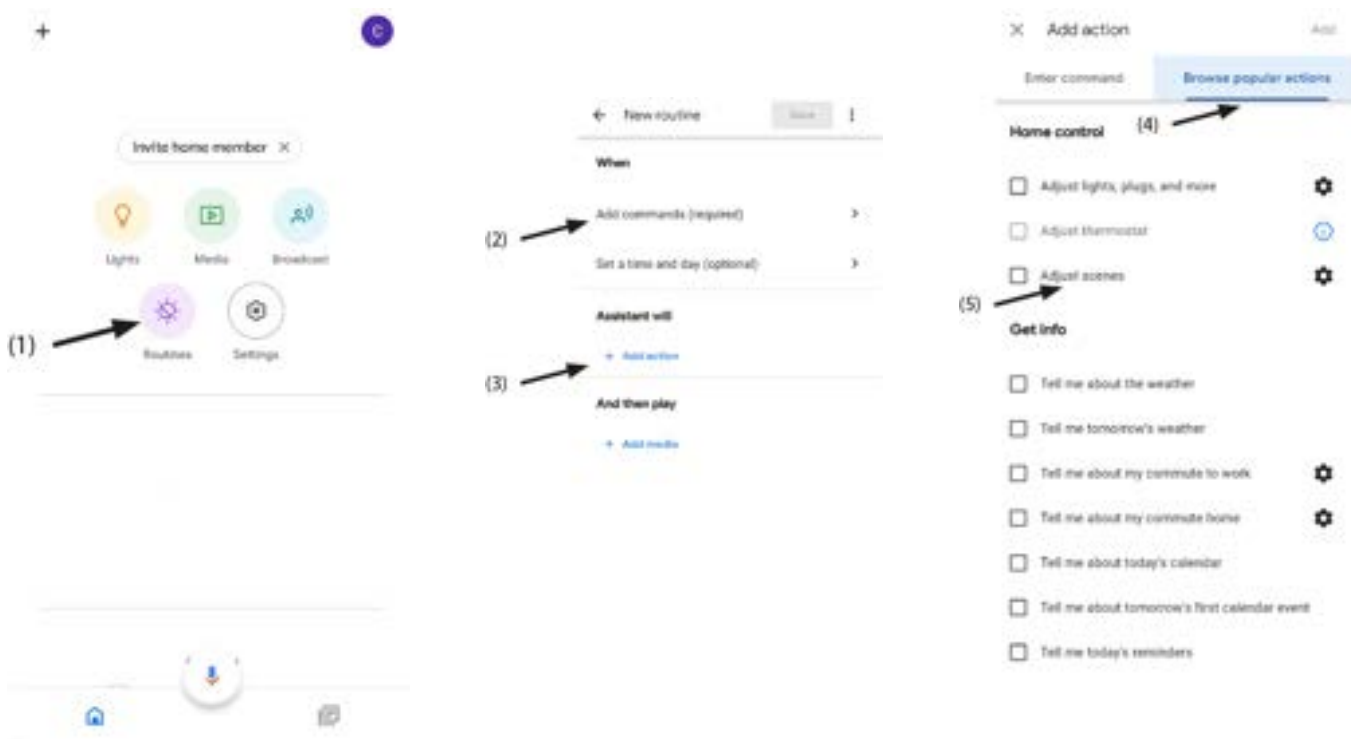 +
C
Invite home member ×
Lights
Media
Broadcast
(1)
Routines
Settings
← New routine
Save
When
(2)
Add commands (required)
Set a time and day (optional)
Assistant will
(3)
+ Add action
And then play
+ Add media
× Add action
Add
Enter command
Browse popular actions
(4)
Home control
Adjust lights, plugs, and more
Adjust thermostat
Adjust scenes
(5)
Get info
Tell me about the weather
Tell me tomorrow's weather
Tell me about my commute to work
Tell me about my commute home
Tell me about today's calendar
Tell me about tomorrow's first calendar event
Tell me today's reminders